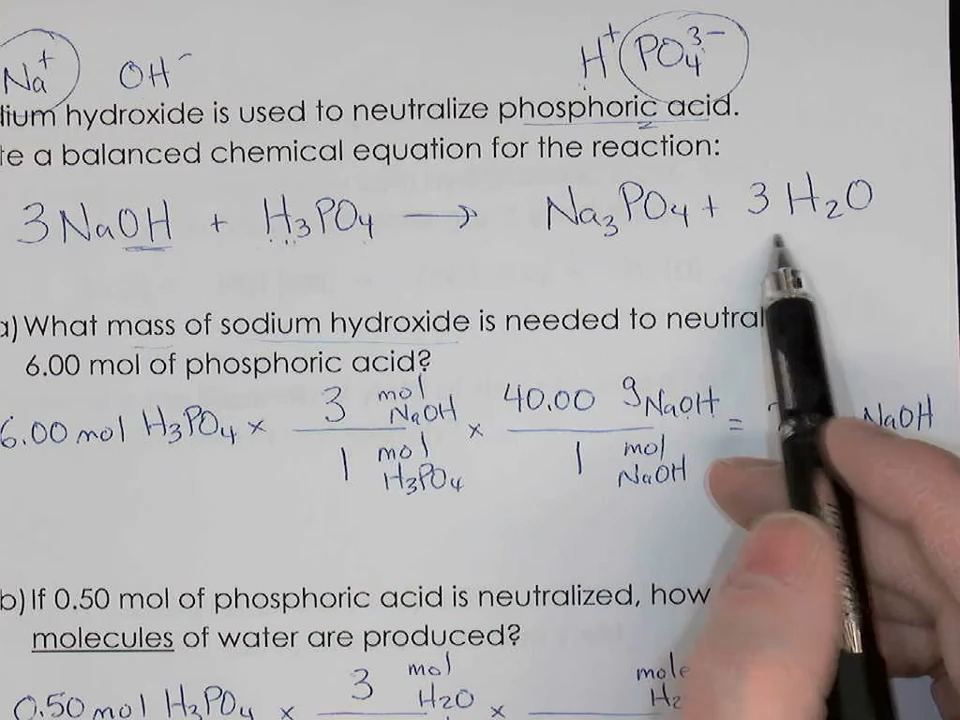 Na⁺ OH⁻ H⁺ PO₄³⁻
dium hydroxide is used to neutralize phosphoric acid.
te a balanced chemical equation for the reaction:
3 NaOH + H₃PO₄ → Na₃PO₄ + 3 H₂O
a) What mass of sodium hydroxide is needed to neutral
6.00 mol of phosphoric acid?
3 mol NaOH 40.00 g NaOH
6.00 mol H₃PO₄ × × = NaOH
1 mol H₃PO₄ 1 mol NaOH
b) If 0.50 mol of phosphoric acid is neutralized, how
molecules of water are produced?
3 mol H₂O mole H₂
0.50 mol H₃PO₄ × ×